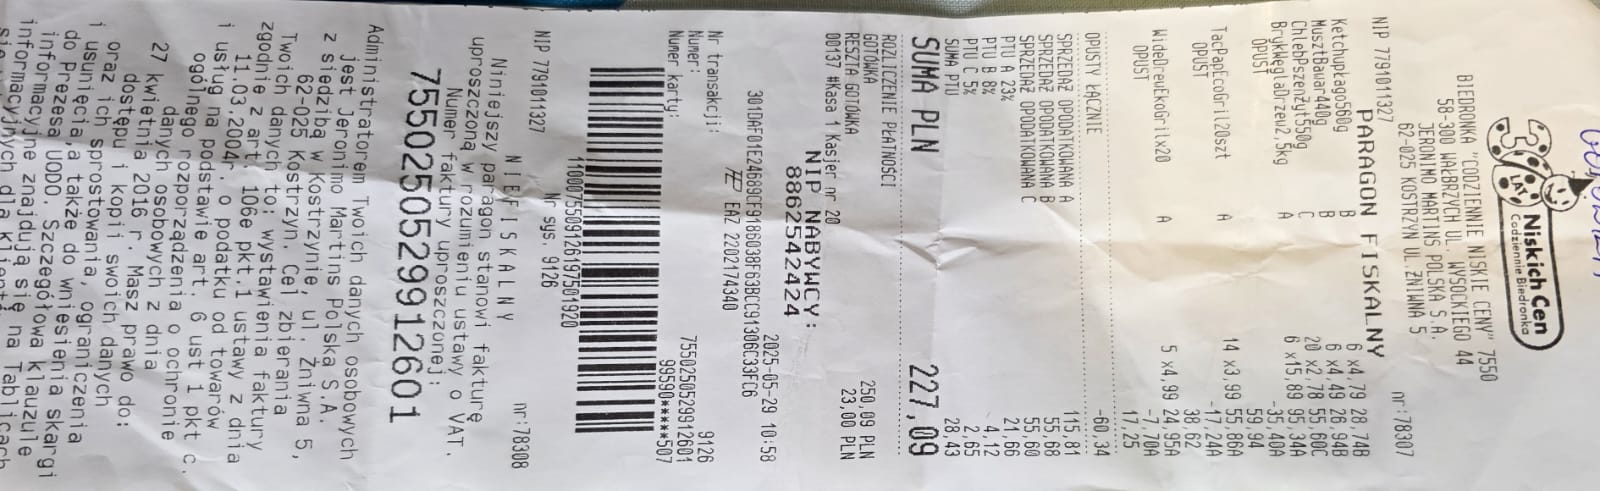 35 LAT
Niskich Cen
Codziennie Biedronka
BIEDRONKA "CODZIENNIE NISKIE CENY" 7550
58-300 WAŁBRZYCH UL. WYSOCKIEGO 44
JERONIMO MARTINS POLSKA S.A.
62-025 KOSTRZYN UL. ŻNIWNA 5
NIP 7791011327 nr:78307
PARAGON FISKALNY
KetchupŁago560g B 6 x4,79 28,74B
MusztBawar440g B 6 x4,49 26,94B
ChlebPszenżyt550g C 20 x2,78 55,60C
BrykWęglaDrzew2,5kg A 6 x15,89 95,34A
OPUST -35,40A
59,94
TacPapEcoGril20szt A 14 x3,99 55,86A
OPUST -17,24A
38,62
WideDrewEkoGrilx20 A 5 x4,99 24,95A
OPUST -7,70A
17,25
OPUSTY ŁĄCZNIE -60,34
SPRZEDAŻ OPODATKOWANA A 115,81
SPRZEDAŻ OPODATKOWANA B 55,68
SPRZEDAŻ OPODATKOWANA C 55,60
PTU A 23% 21,66
PTU B 8% 4,12
PTU C 5% 2,65
SUMA PTU 28,43
SUMA PLN 227,09
ROZLICZENIE PŁATNOŚCI
GOTÓWKA 250,09 PLN
RESZTA GOTÓWKA 23,00 PLN
00137 #Kasa 1 Kasjer nr 20 2025-05-29 10:58
NIP NABYWCY:
8862542424
301DAF01E24689CF9186038F63BCC91306C33FC6
EAZ 2202174340
Nr transakcji: 9126
Numer: 7550250529912601
Numer karty: 99590*****507
1100075509126197501920
Nr sys. 9126
NIP 7791011327 nr:78308
NIEFISKALNY
Niniejszy paragon stanowi fakturę
uproszczoną w rozumieniu ustawy o VAT.
Numer faktury uproszczonej:
7550250529912601
Administratorem Twoich danych osobowych
jest Jeronimo Martins Polska S.A.
z siedzibą w Kostrzynie, ul. Żniwna 5,
62-025 Kostrzyn. Cel zbierania
Twoich danych to: wystawienia faktury
zgodnie z art. 106e pkt.1 ustawy z dnia
11.03.2004r. o podatku od towarów
i usług na podstawie art. 6 ust 1 pkt c.
ogólnego rozporządzenia o ochronie
danych osobowych z dnia
27 kwietnia 2016 r. Masz prawo do:
dostępu i kopii swoich danych
oraz ich sprostowania, ograniczenia
i usunięcia,a także do wniesienia skargi
do Prezesa UODO. Szczegółowa klauzule
informacyjne znajdują się na Tablicach